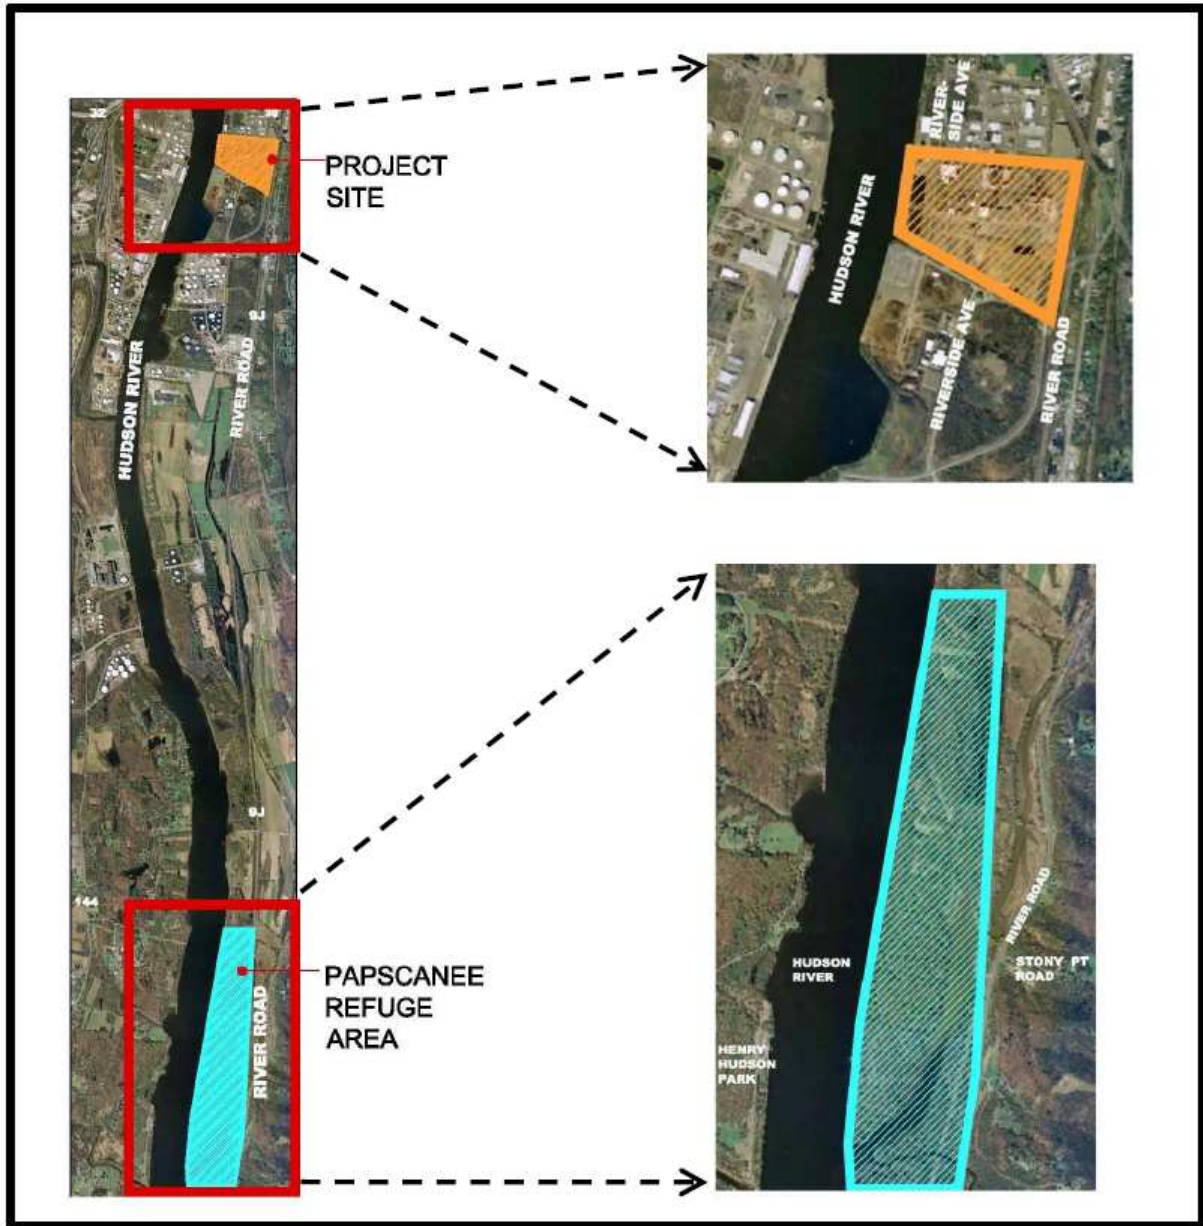 32
PROJECT
SITE
9J
HUDSON RIVER
RIVER ROAD
9J
144
PAPSCANEE
REFUGE
AREA
RIVER ROAD
RIVER-
SIDE AVE
HUDSON RIVER
RIVERSIDE AVE
RIVER ROAD
HUDSON
RIVER
RIVER ROAD
STONY PT
ROAD
HENRY
HUDSON
PARK